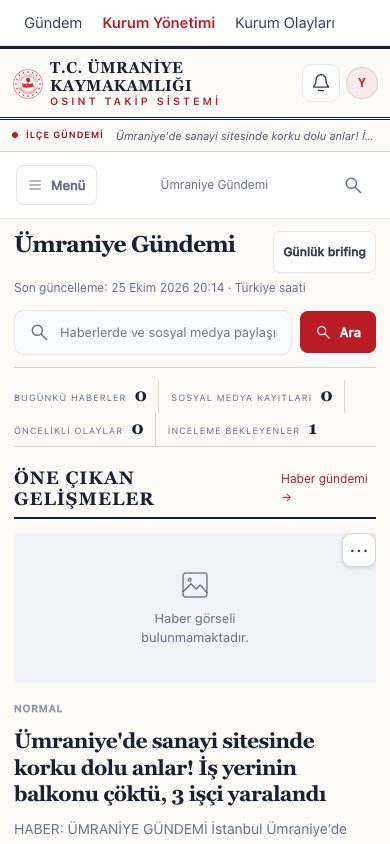 Gündem Kurum Yönetimi Kurum Olayları
T.C. ÜMRANİYE
KAYMAKAMLIĞI
OSINT TAKİP SİSTEMİ
Y
İLÇE GÜNDEMİ Ümraniye'de sanayi sitesinde korku dolu anlar! İ...
Menü Ümraniye Gündemi
Ümraniye Gündemi Günlük brifing
Son güncelleme: 25 Ekim 2026 20:14 · Türkiye saati
Haberlerde ve sosyal medya paylaşı Ara
BUGÜNKÜ HABERLER 0 SOSYAL MEDYA KAYITLARI 0
ÖNCELİKLİ OLAYLAR 0 İNCELEME BEKLEYENLER 1
ÖNE ÇIKAN
GELİŞMELER
Haber gündemi
→
Haber görseli
bulunmamaktadır.
NORMAL
Ümraniye'de sanayi sitesinde
korku dolu anlar! İş yerinin
balkonu çöktü, 3 işçi yaralandı
HABER: ÜMRANİYE GÜNDEMİ İstanbul Ümraniye'de